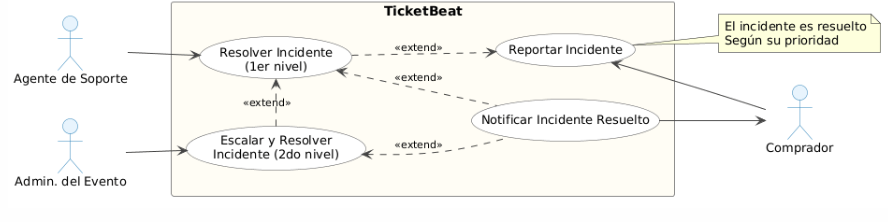 TicketBeat
El incidente es resuelto
Según su prioridad
Resolver Incidente
(1er nivel)
«extend»
Reportar Incidente
Agente de Soporte
«extend»
«extend»
Notificar Incidente Resuelto
Comprador
Escalar y Resolver
Incidente (2do nivel)
«extend»
Admin. del Evento